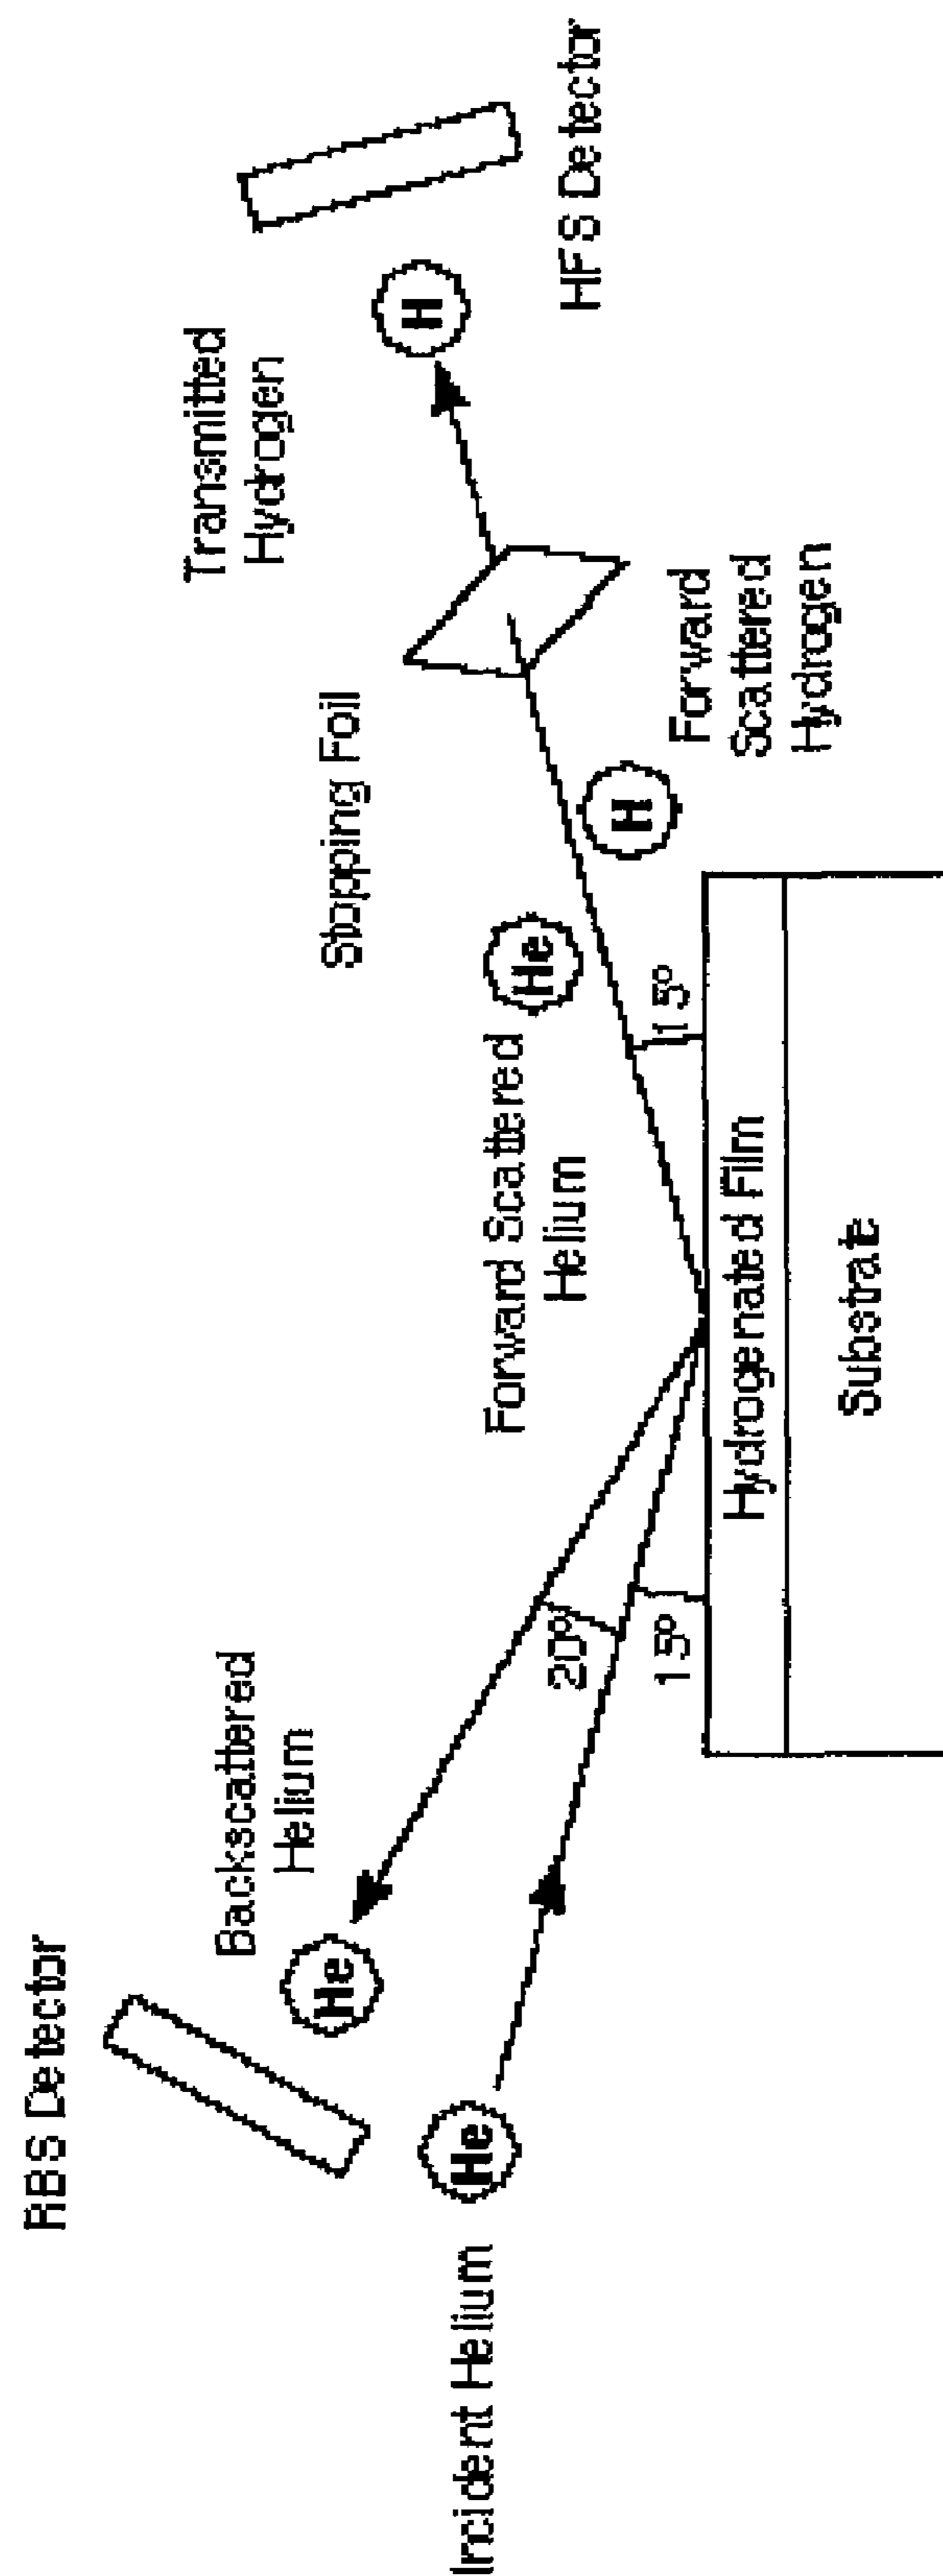 RBS Detector
Backscattered
Helium
He
Incident Helium
He
20°
15°
Forward Scattered
Helium
He
Stopping Foil
Transmitted
Hydrogen
H
HFS Detector
H
Forward
Scattered
Hydrogen
15°
Hydrogenated Film
Substrate